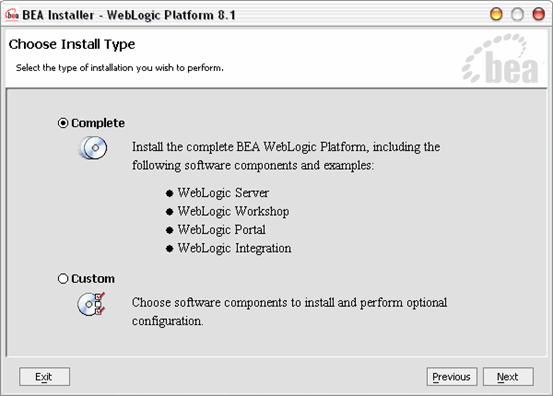 bea BEA Installer - WebLogic Platform 8.1
Choose Install Type
Select the type of installation you wish to perform.
bea
Complete
Install the complete BEA WebLogic Platform, including the
following software components and examples:
WebLogic Server
WebLogic Workshop
WebLogic Portal
WebLogic Integration
Custom
Choose software components to install and perform optional
configuration.
Exit
Previous Next